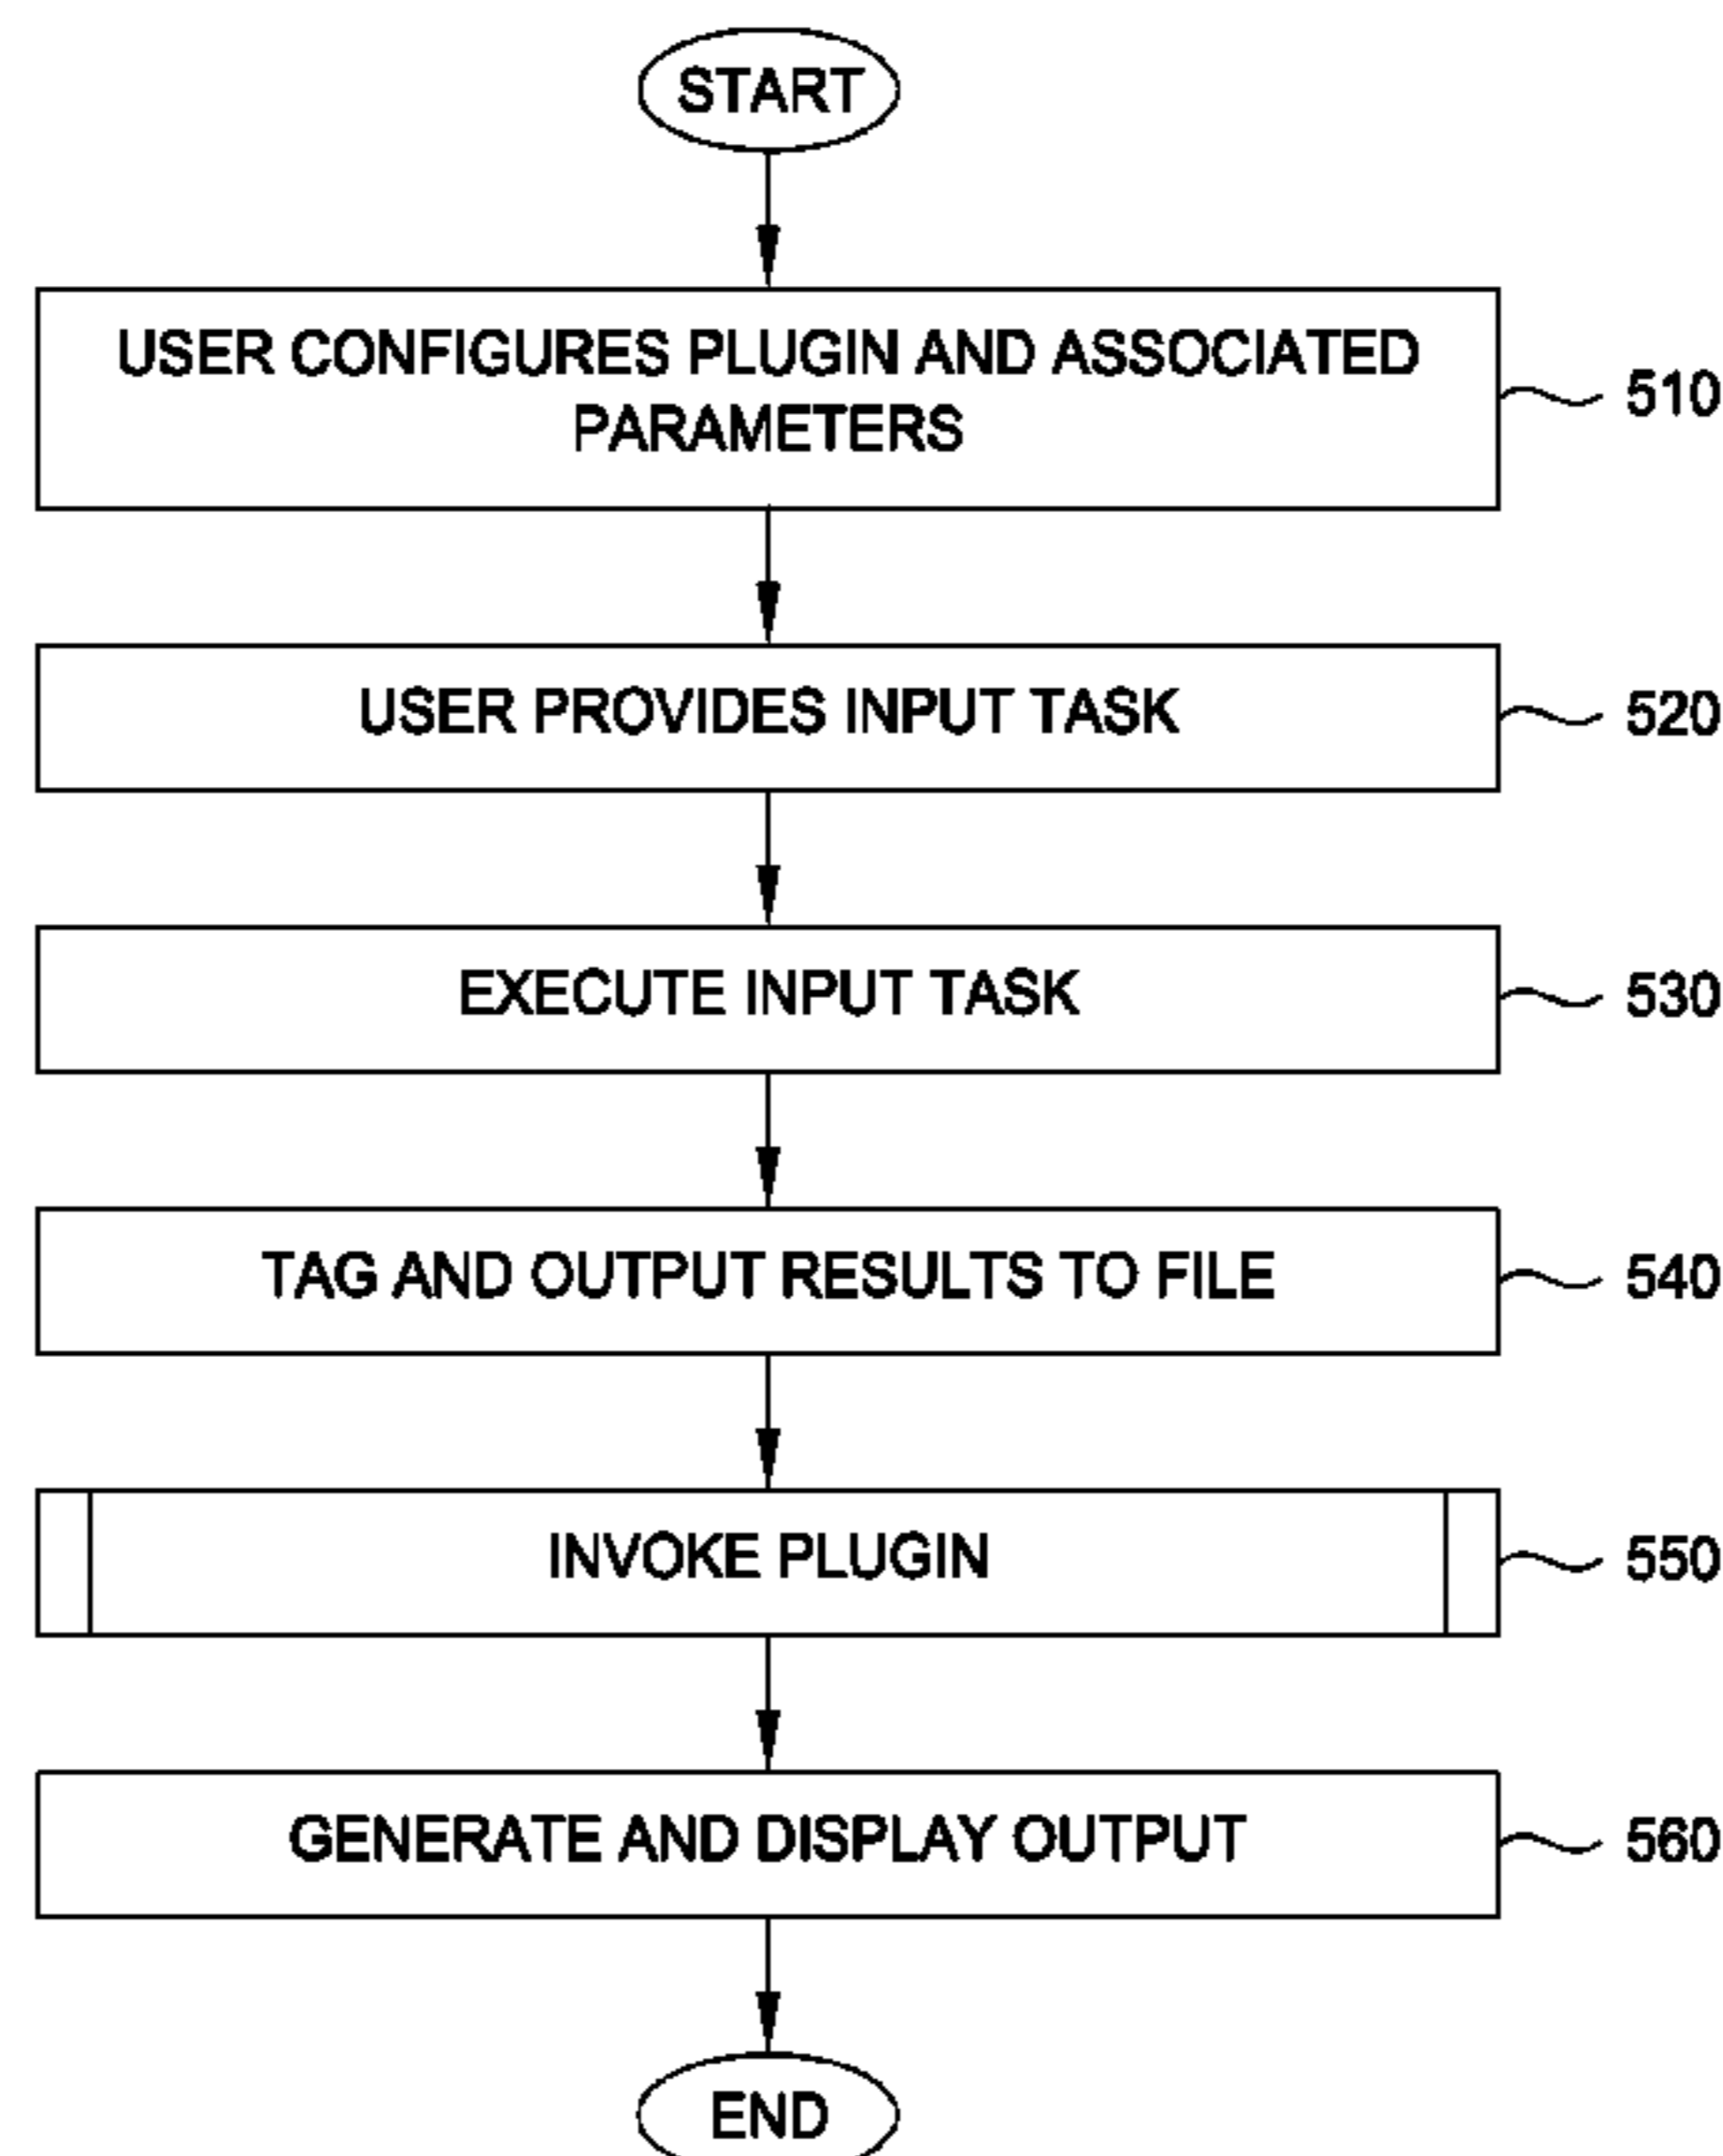 START
USER CONFIGURES PLUGIN AND ASSOCIATED
PARAMETERS
510
USER PROVIDES INPUT TASK
520
EXECUTE INPUT TASK
530
TAG AND OUTPUT RESULTS TO FILE
540
INVOKE PLUGIN
550
GENERATE AND DISPLAY OUTPUT
560
END